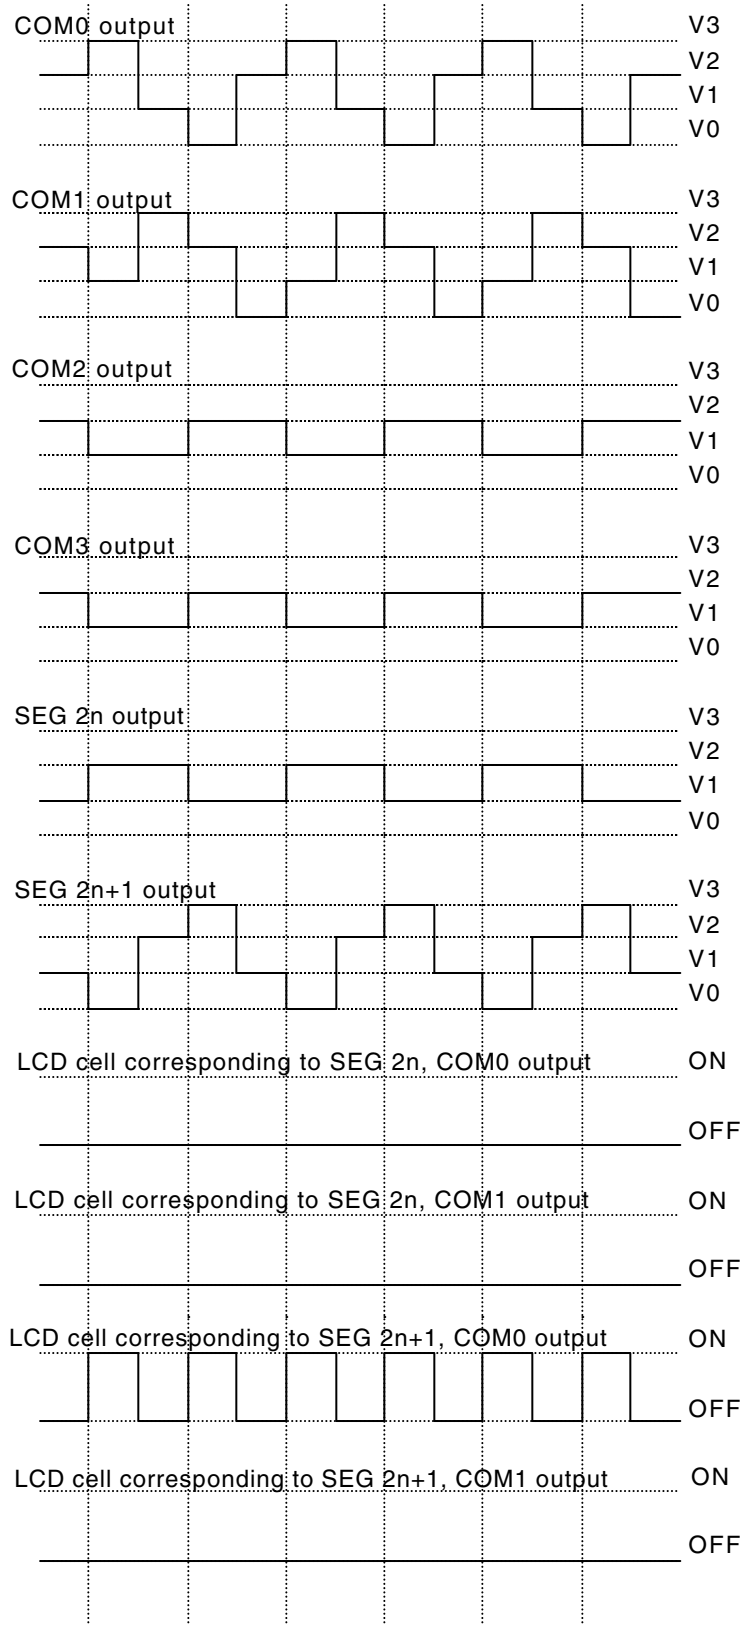 COM0 output V3
V2
V1
V0
COM1 output V3
V2
V1
V0
COM2 output V3
V2
V1
V0
COM3 output V3
V2
V1
V0
SEG 2n output V3
V2
V1
V0
SEG 2n+1 output V3
V2
V1
V0
LCD cell corresponding to SEG 2n, COM0 output ON
OFF
LCD cell corresponding to SEG 2n, COM1 output ON
OFF
LCD cell corresponding to SEG 2n+1, COM0 output ON
OFF
LCD cell corresponding to SEG 2n+1, COM1 output ON
OFF